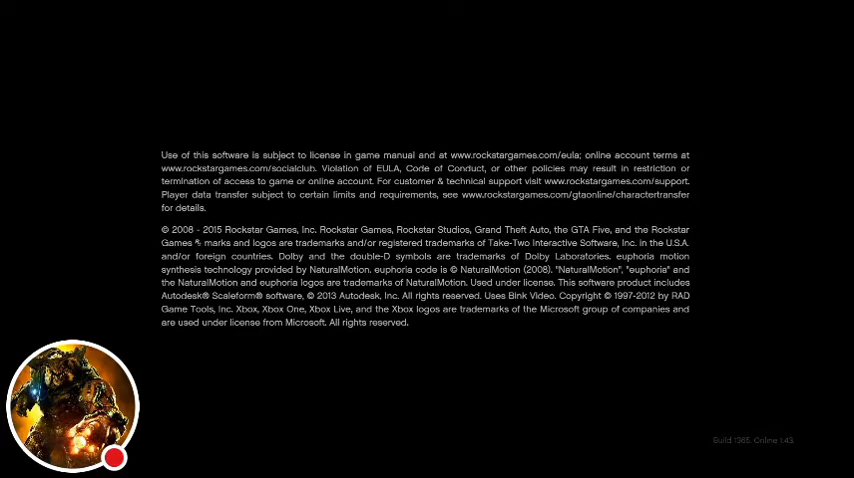 Use of this software is subject to license in game manual and at www.rockstargames.com/eula; online account terms at
www.rockstargames.com/socialclub. Violation of EULA, Code of Conduct, or other policies may result in restriction or
termination of access to game or online account. For customer & technical support visit www.rockstargames.com/support.
Player data transfer subject to certain limits and requirements, see www.rockstargames.com/gtaonline/charactertransfer
for details.
© 2008 - 2015 Rockstar Games, Inc. Rockstar Games, Rockstar Studios, Grand Theft Auto, the GTA Five, and the Rockstar
Games R* marks and logos are trademarks and/or registered trademarks of Take-Two Interactive Software, Inc. in the U.S.A.
and/or foreign countries. Dolby and the double-D symbols are trademarks of Dolby Laboratories. euphoria motion
synthesis technology provided by NaturalMotion. euphoria code is © NaturalMotion (2008). "NaturalMotion", "euphoria" and
the NaturalMotion and euphoria logos are trademarks of NaturalMotion. Used under license. This software product includes
Autodesk® Scaleform® software, © 2013 Autodesk, Inc. All rights reserved. Uses Bink Video. Copyright © 1997-2012 by RAD
Game Tools, Inc. Xbox, Xbox One, Xbox Live, and the Xbox logos are trademarks of the Microsoft group of companies and
are used under license from Microsoft. All rights reserved.
Build 1365, Online 1.43